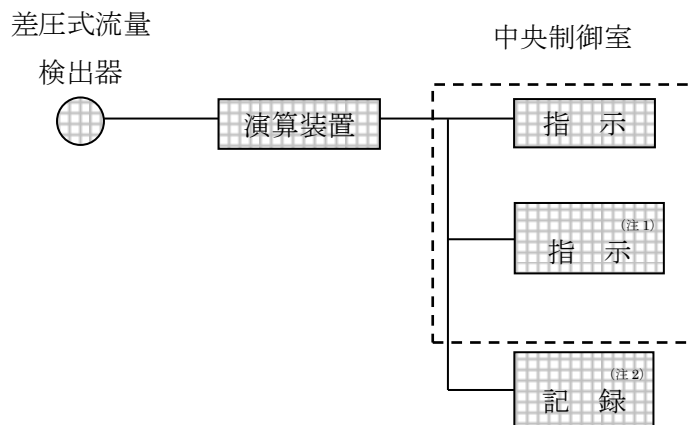 差圧式流量
検出器
中央制御室
演算装置
指　示
(注 1)
指　示
(注 2)
記　録